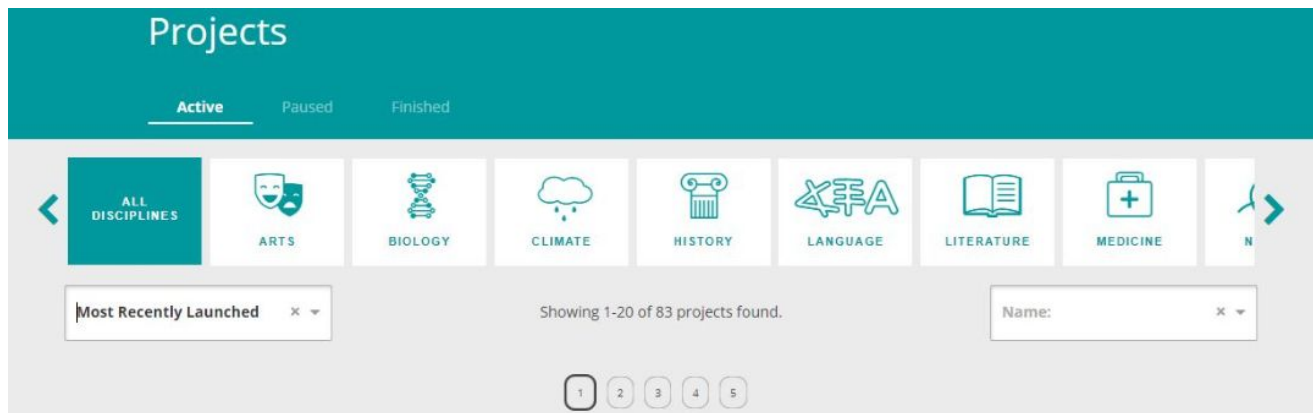 Projects
Active Paused Finished
ALL
DISCIPLINES
ARTS BIOLOGY CLIMATE HISTORY LANGUAGE LITERATURE MEDICINE N
Most Recently Launched × Showing 1-20 of 83 projects found. Name: ×
1 2 3 4 5